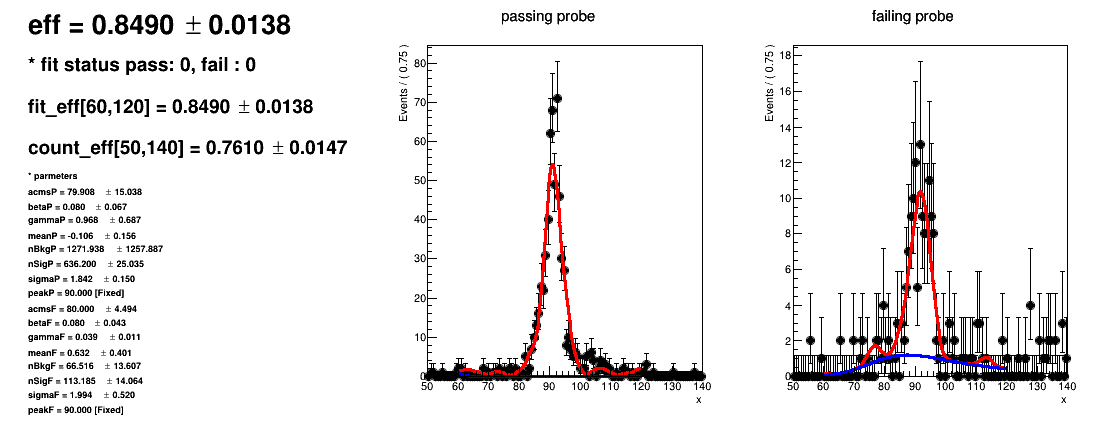 eff = 0.8490 ± 0.0138
* fit status pass: 0, fail : 0
fit_eff[60,120] = 0.8490 ± 0.0138
count_eff[50,140] = 0.7610 ± 0.0147
* parmeters
acmsP = 79.908 ± 15.038
betaP = 0.080 ± 0.067
gammaP = 0.968 ± 0.687
meanP = -0.106 ± 0.156
nBkgP = 1271.938 ± 1257.887
nSigP = 636.200 ± 25.035
sigmaP = 1.842 ± 0.150
peakP = 90.000 [Fixed]
acmsF = 80.000 ± 4.494
betaF = 0.080 ± 0.043
gammaF = 0.039 ± 0.011
meanF = 0.632 ± 0.401
nBkgF = 66.516 ± 13.607
nSigF = 113.185 ± 14.064
sigmaF = 1.994 ± 0.520
peakF = 90.000 [Fixed]
passing probe
Events / ( 0.75 )
80
70
60
50
40
30
20
10
0
50 60 70 80 90 100 110 120 130 140
x
failing probe
Events / ( 0.75 )
18
16
14
12
10
8
6
4
2
0
50 60 70 80 90 100 110 120 130 140
x